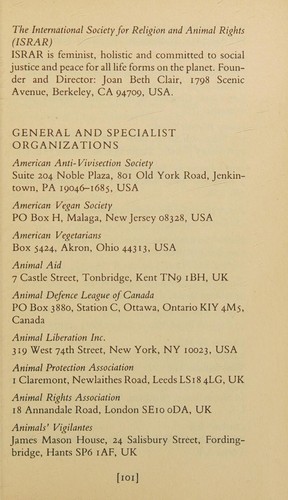 The International Society for Religion and Animal Rights
(ISRAR)
ISRAR is feminist, holistic and committed to social
justice and peace for all life forms on the planet. Foun-
der and Director: Joan Beth Clair, 1798 Scenic
Avenue, Berkeley, CA 94709, USA.
GENERAL AND SPECIALIST
ORGANIZATIONS
American Anti-Vivisection Society
Suite 204 Noble Plaza, 801 Old York Road, Jenkin-
town, PA 19046–1685, USA
American Vegan Society
PO Box H, Malaga, New Jersey 08328, USA
American Vegetarians
Box 5424, Akron, Ohio 44313, USA
Animal Aid
7 Castle Street, Tonbridge, Kent TN9 1BH, UK
Animal Defence League of Canada
PO Box 3880, Station C, Ottawa, Ontario KIY 4M5,
Canada
Animal Liberation Inc.
319 West 74th Street, New York, NY 10023, USA
Animal Protection Association
1 Claremont, Newlaithes Road, Leeds LS18 4LG, UK
Animal Rights Association
18 Annandale Road, London SE10 0DA, UK
Animals' Vigilantes
James Mason House, 24 Salisbury Street, Fording-
bridge, Hants SP6 1AF, UK
[101]